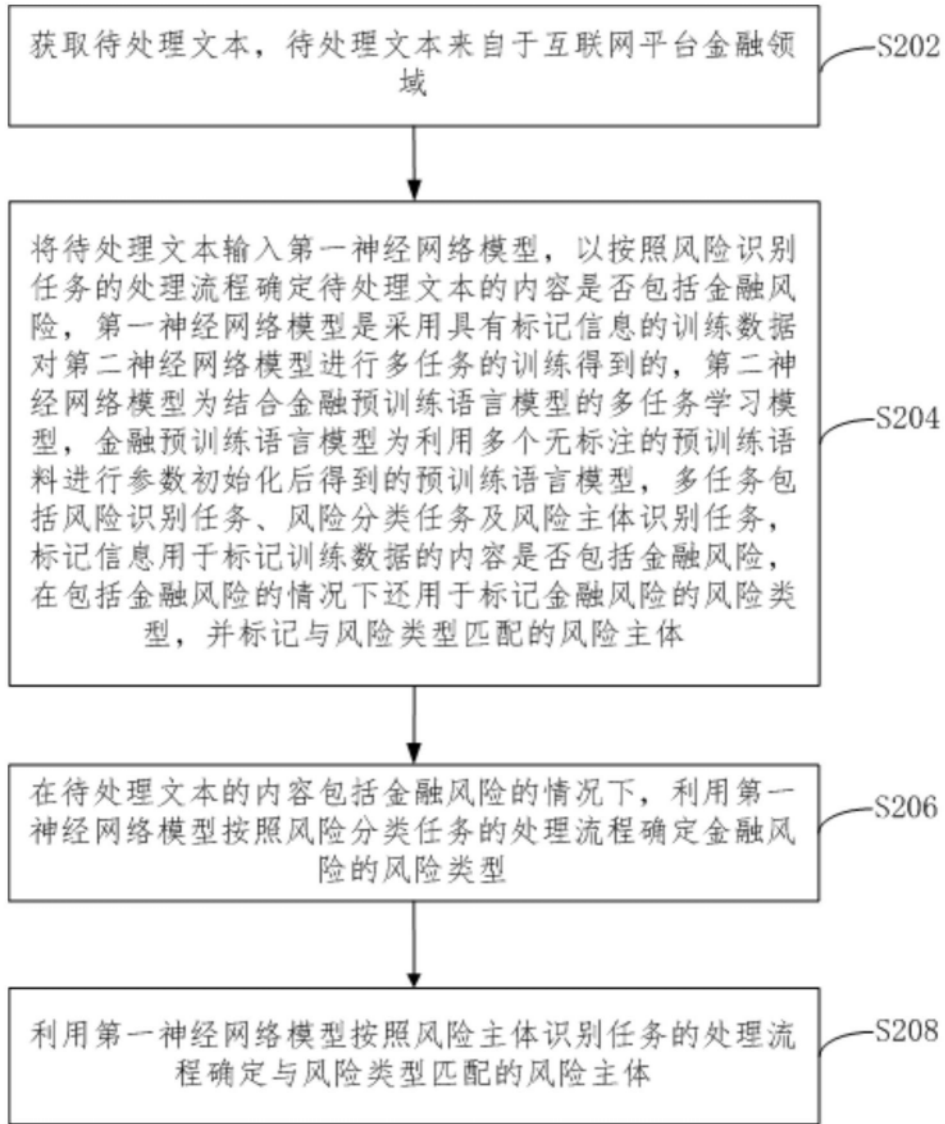 获取待处理文本，待处理文本来自于互联网平台金融领
域
S202
将待处理文本输入第一神经网络模型，以按照风险识别
任务的处理流程确定待处理文本的内容是否包括金融风
险，第一神经网络模型是采用具有标记信息的训练数据
对第二神经网络模型进行多任务的训练得到的，第二神
经网络模型为结合金融预训练语言模型的多任务学习模
型，金融预训练语言模型为利用多个无标注的预训练语
料进行参数初始化后得到的预训练语言模型，多任务包
括风险识别任务、风险分类任务及风险主体识别任务，
标记信息用于标记训练数据的内容是否包括金融风险，
在包括金融风险的情况下还用于标记金融风险的风险类
型，并标记与风险类型匹配的风险主体
S204
在待处理文本的内容包括金融风险的情况下，利用第一
神经网络模型按照风险分类任务的处理流程确定金融风
险的风险类型
S206
利用第一神经网络模型按照风险主体识别任务的处理流
程确定与风险类型匹配的风险主体
S208